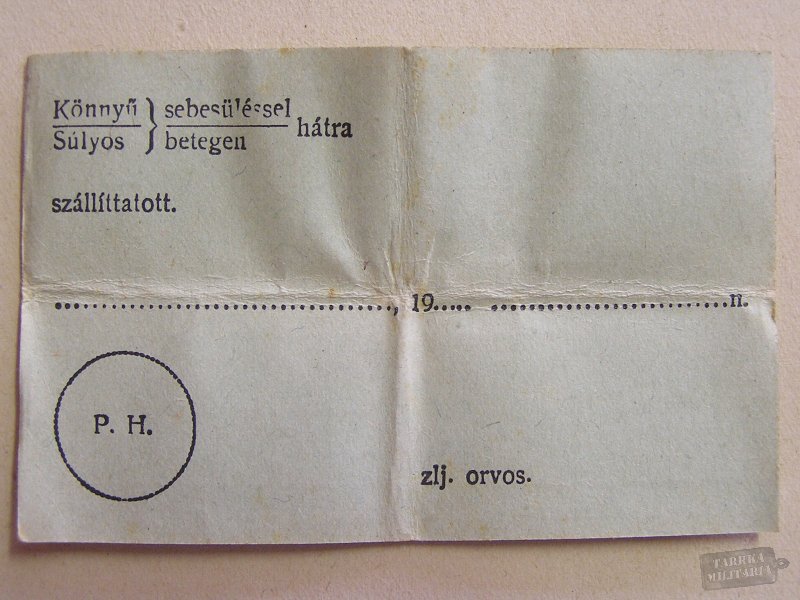 Könnyű } sebesüléssel
Súlyos } betegen hátra
szállíttatott.
......................................., 19..... ..............................n.
P. H.
zlj. orvos.
TARRKA
MILITARIA